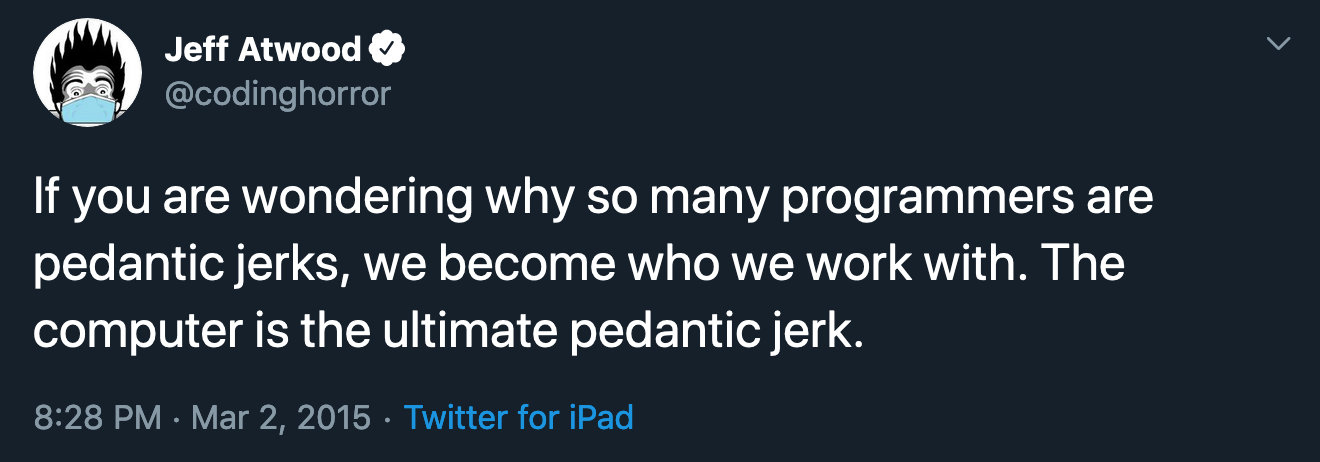 Jeff Atwood
@codinghorror
If you are wondering why so many programmers are
pedantic jerks, we become who we work with. The
computer is the ultimate pedantic jerk.
8:28 PM · Mar 2, 2015 · Twitter for iPad